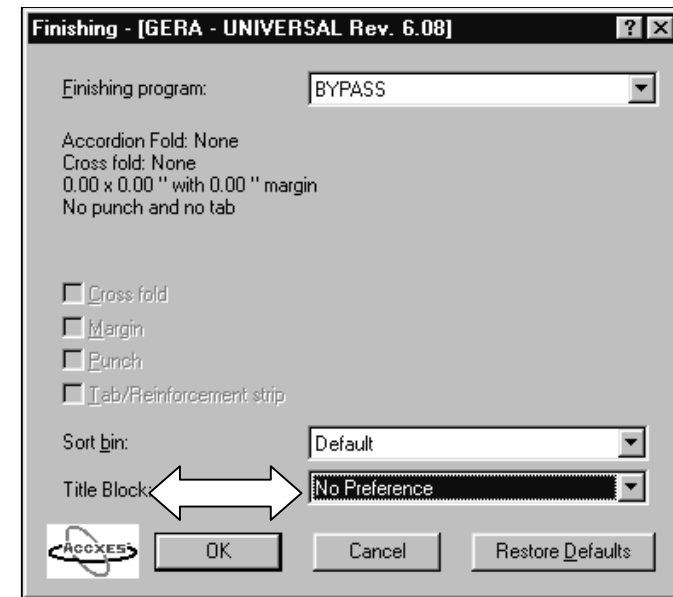 Finishing - [GERA - UNIVERSAL Rev. 6.08]
Finishing program: BYPASS
Accordion Fold: None
Cross fold: None
0.00 x 0.00 " with 0.00 " margin
No punch and no tab
Cross fold
Margin
Punch
Tab/Reinforcement strip
Sort bin: Default
Title Block: No Preference
AccXES OK Cancel Restore Defaults